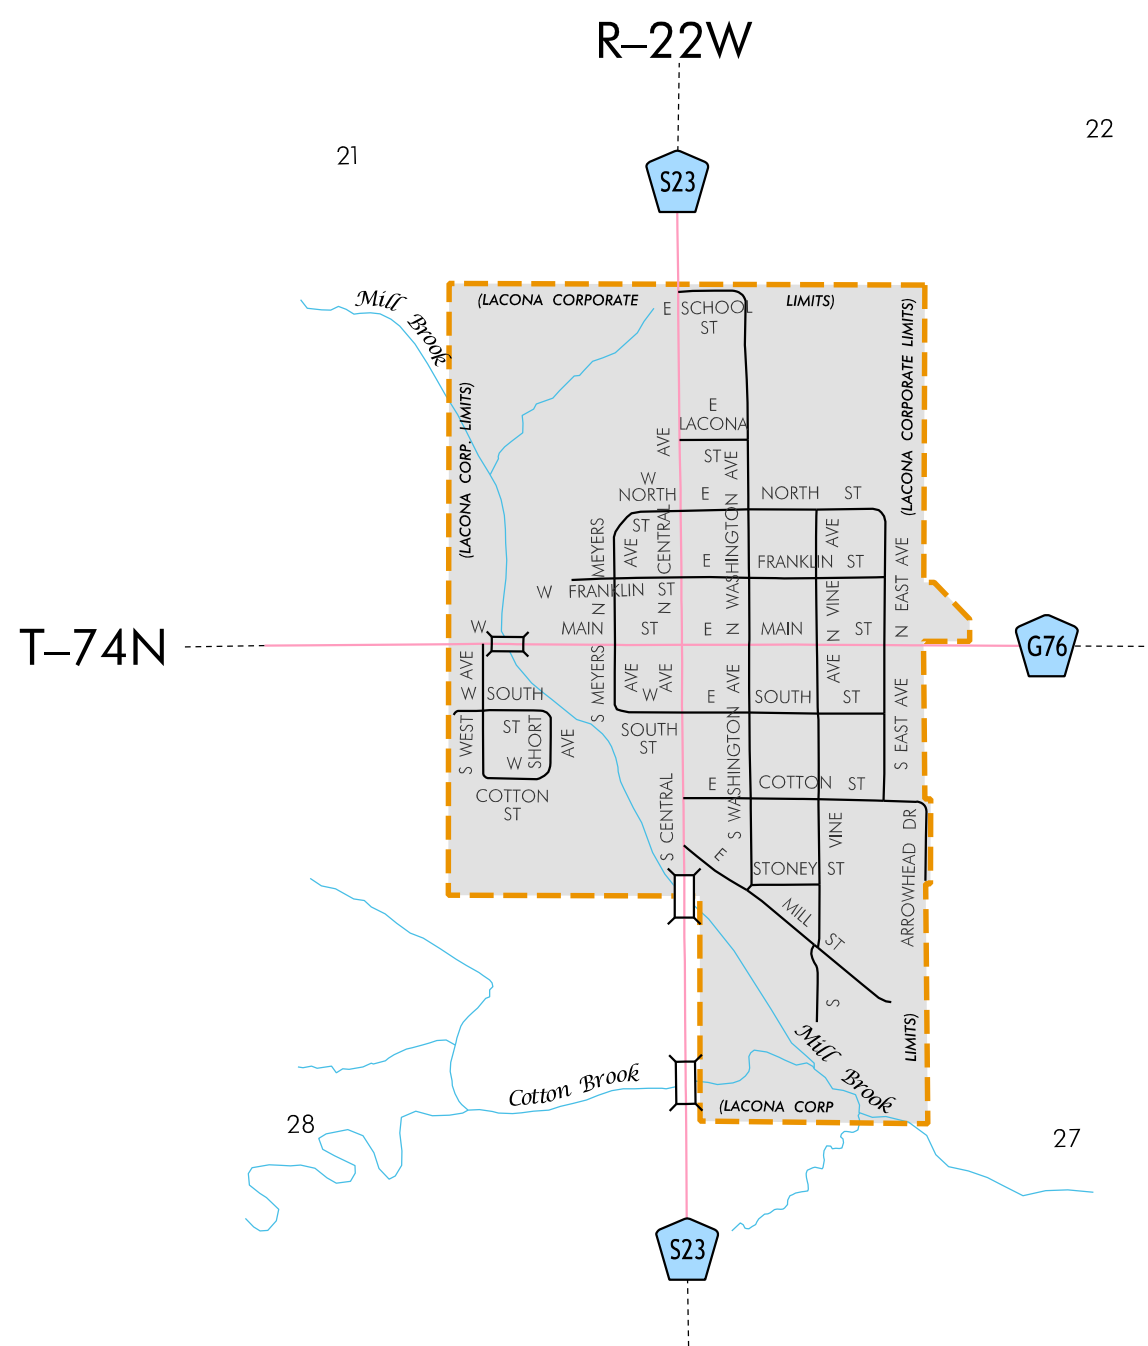 R–22W
22
21
S23
(LACONA CORPORATE LIMITS)
Mill Brook
E SCHOOL
ST
(LACONA CORPORATE LIMITS)
(LACONA CORP. LIMITS)
E
LACONA
ST
W
NORTH
ST
E NORTH ST
N MEYERS AVE
N CENTRAL AVE
N WASHINGTON AVE
N VINE AVE
N EAST AVE
E FRANKLIN ST
W FRANKLIN ST
T–74N
W MAIN ST
E MAIN ST
G76
S WEST AVE
W SOUTH
ST
S MEYERS AVE
W
SOUTH
ST
E SOUTH ST
SHORT AVE
W
COTTON
ST
S CENTRAL AVE
S WASHINGTON AVE
S VINE AVE
S EAST AVE
E COTTON ST
ARROWHEAD DR
STONEY ST
E MILL ST
Mill Brook
(LACONA CORP LIMITS)
Cotton Brook
28
27
S23